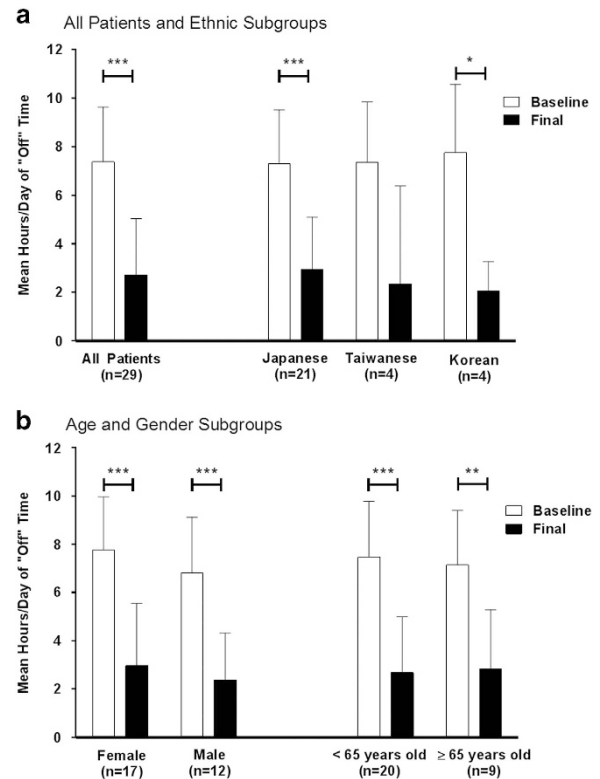 a All Patients and Ethnic Subgroups
12
10
8
6
4
2
0
Mean Hours/Day of "Off" Time
***
***
*
Baseline
Final
All Patients
(n=29)
Japanese
(n=21)
Taiwanese
(n=4)
Korean
(n=4)
b Age and Gender Subgroups
12
10
8
6
4
2
0
Mean Hours/Day of "Off" Time
***
***
***
**
Baseline
Final
Female
(n=17)
Male
(n=12)
< 65 years old
(n=20)
≥ 65 years old
(n=9)